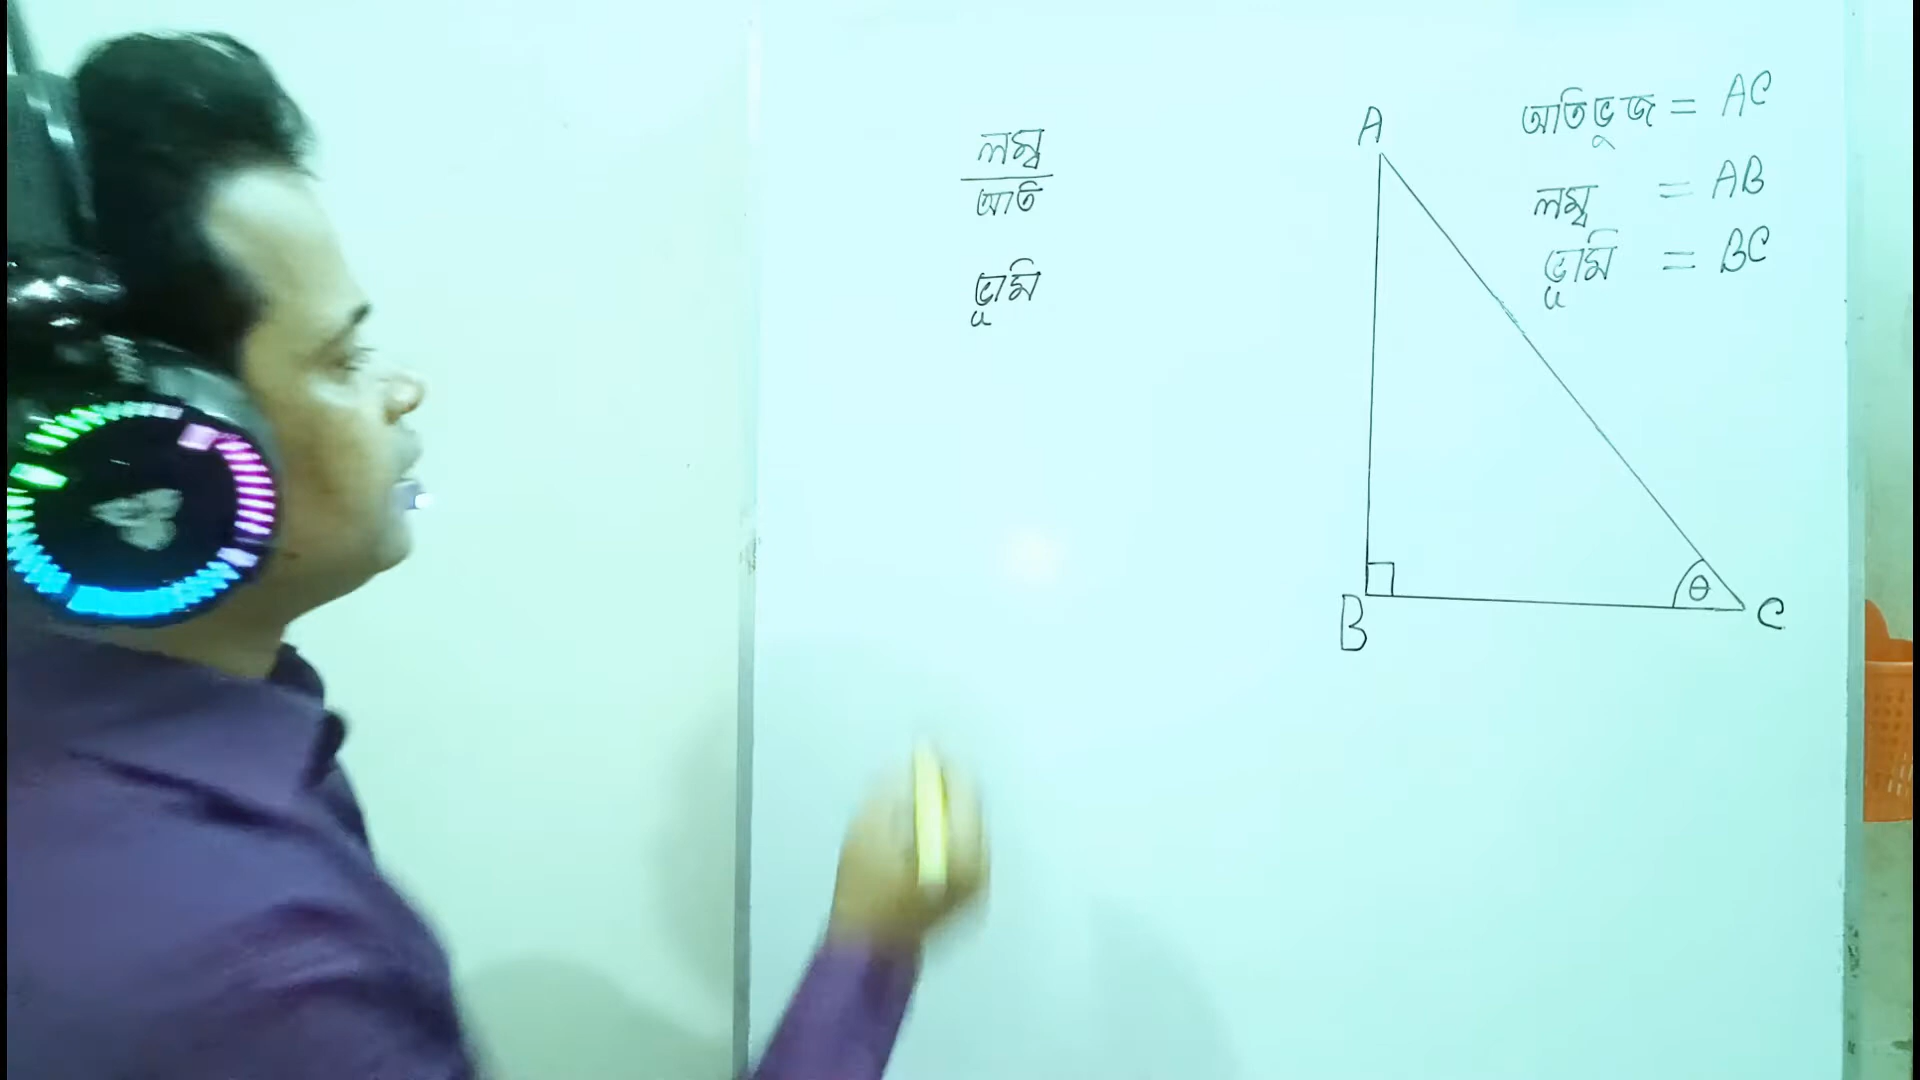 লম্ব
অতি
ভূমি
A
অতিভূজ = AC
লম্ব = AB
ভূমি = BC
B
θ
C